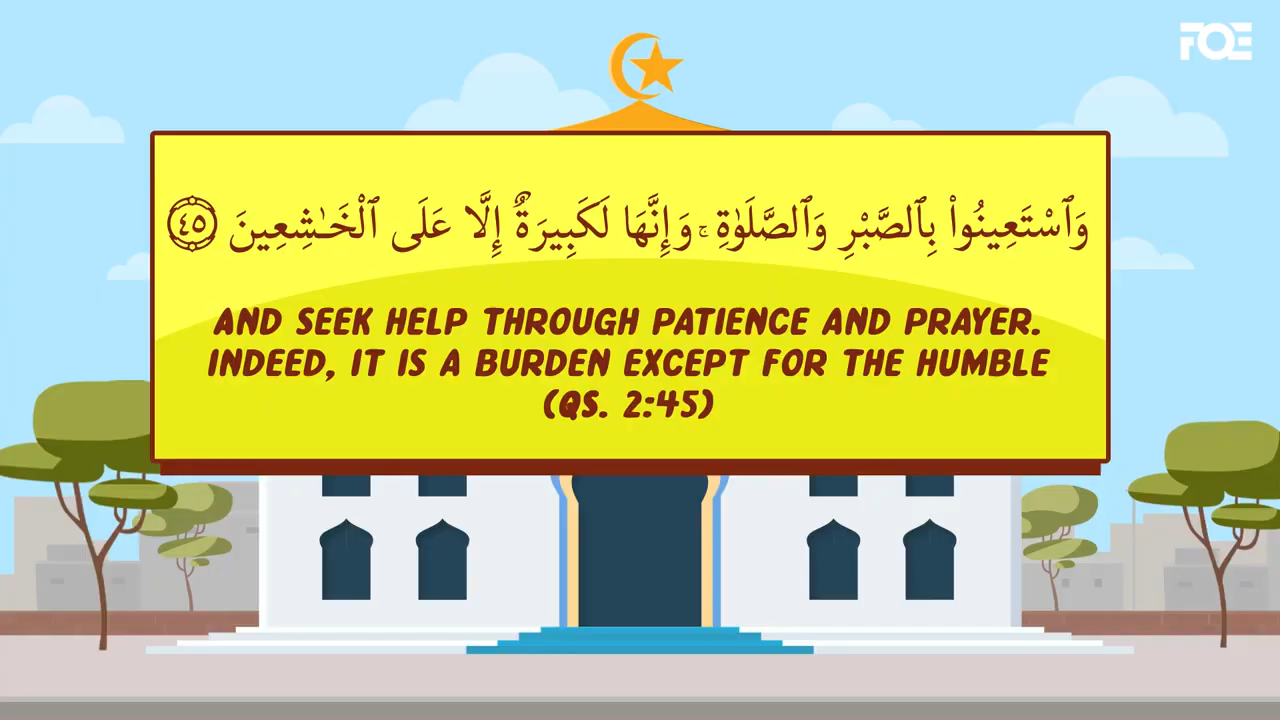 FOE
وَٱسْتَعِينُوا۟ بِٱلصَّبْرِ وَٱلصَّلَوٰةِ ۚ وَإِنَّهَا لَكَبِيرَةٌ إِلَّا عَلَى ٱلْخَـٰشِعِينَ ٤٥
AND SEEK HELP THROUGH PATIENCE AND PRAYER.
INDEED, IT IS A BURDEN EXCEPT FOR THE HUMBLE
(QS. 2:45)